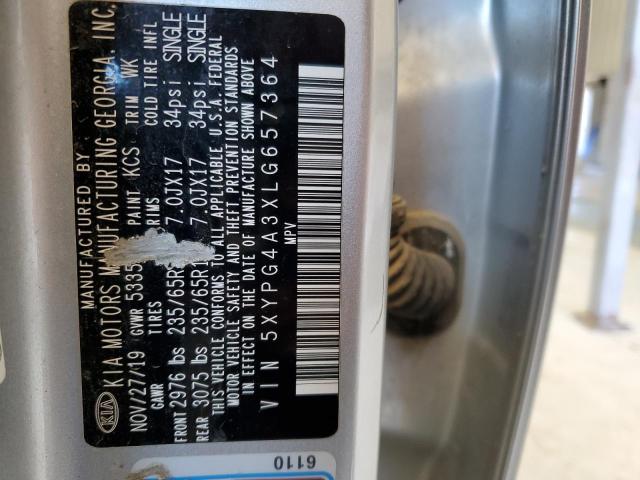 MANUFACTURED BY
KIA KIA MOTORS MANUFACTURING GEORGIA, INC.
NOV/27/19 GVWR 5335 PAINT KCS TRIM WK
GAWR TIRES RIMS COLD TIRE INFL
FRONT 2976 lbs 235/65R 7.0JX17 34psi SINGLE
REAR 3075 lbs 235/65R1 7.0JX17 34psi SINGLE
THIS VEHICLE CONFORMS TO ALL APPLICABLE U.S.A. FEDERAL
MOTOR VEHICLE SAFETY AND THEFT PREVENTION STANDARDS
IN EFFECT ON THE DATE OF MANUFACTURE SHOWN ABOVE
VIN 5XYPG4A3XLG657364
MPV
6110